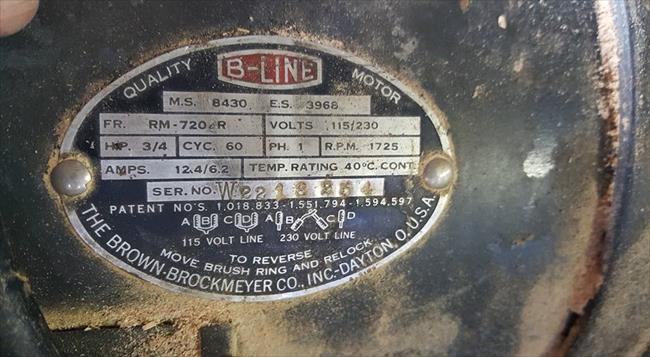 QUALITY B-LINE MOTOR
M.S. 8430 E.S. 3968
FR. VOLTS 115/230
H.P. 3/4 CYC. 60 PH. 1 R.P.M. 1725
AMPS. 12.4/6.2 TEMP. RATING 40°C. CONT.
SER. NO.
PATENT NO'S. 1,018,833 - 1,551,794 - 1,594,597
A B C D A B C D
115 VOLT LINE 230 VOLT LINE
TO REVERSE
MOVE BRUSH RING AND RELOCK
THE BROWN-BROCKMEYER CO., INC.-DAYTON, O. U.S.A.